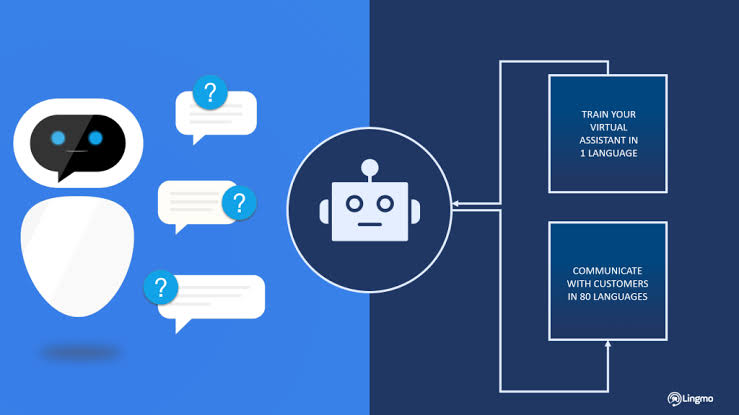 ?
?
?
TRAIN YOUR
VIRTUAL
ASSISTANT IN
1 LANGUAGE
COMMUNICATE
WITH CUSTOMERS
IN 80 LANGUAGES
Lingmo